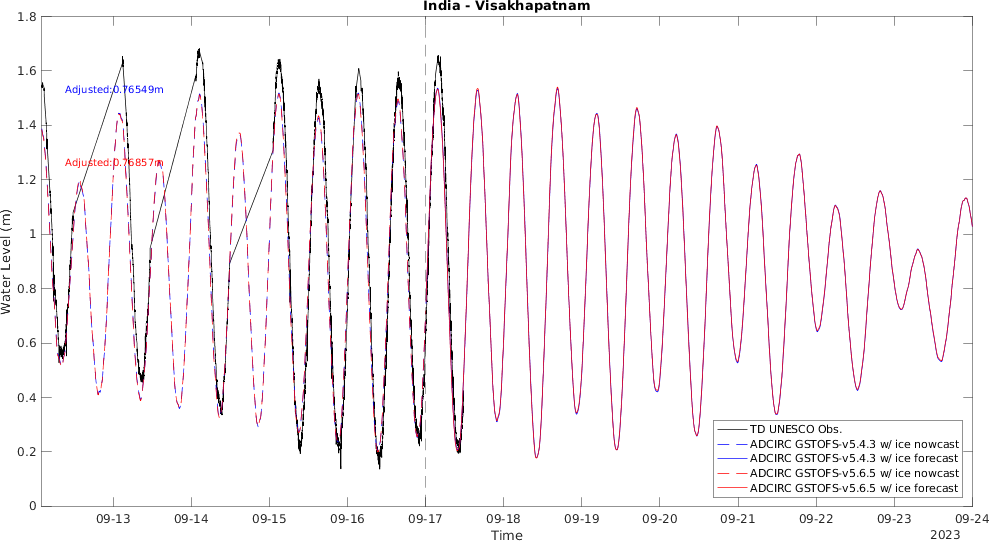 India - Visakhapatnam
1.8
1.6
1.4
1.2
1
0.8
0.6
0.4
0.2
0
Water Level (m)
Adjusted:0.76549m
Adjusted:0.76857m
TD UNESCO Obs.
ADCIRC GSTOFS-v5.4.3 w/ ice nowcast
ADCIRC GSTOFS-v5.4.3 w/ ice forecast
ADCIRC GSTOFS-v5.6.5 w/ ice nowcast
ADCIRC GSTOFS-v5.6.5 w/ ice forecast
09-13 09-14 09-15 09-16 09-17 09-18 09-19 09-20 09-21 09-22 09-23 09-24
Time
2023